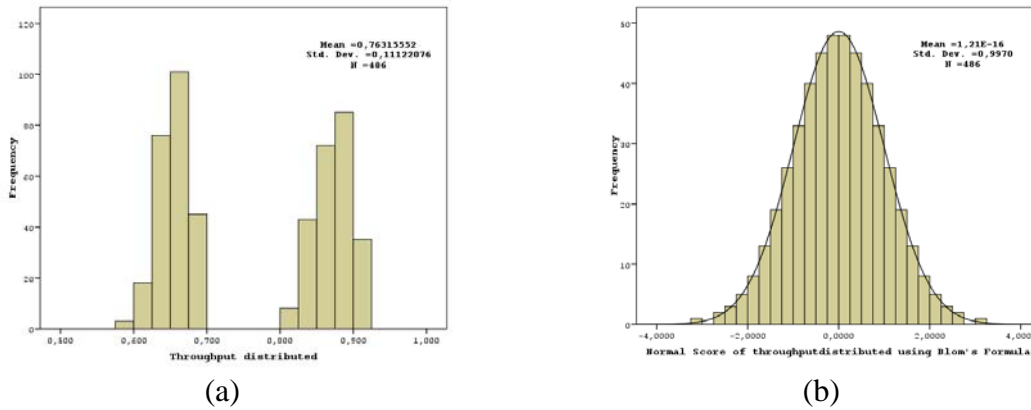 120
100
80
60
40
20
0
Frequency
Mean =0,76315552
Std. Dev. =0,11122076
N =486
0,500
0,600
0,700
0,800
0,900
1,000
Throughput distributed
(a)
50
40
30
20
10
0
Frequency
Mean =1,21E-16
Std. Dev. =0,9970
N =486
-4,0000
-2,0000
0,0000
2,0000
4,0000
Normal Score of throughputdistributed using Blom's Formula
(b)